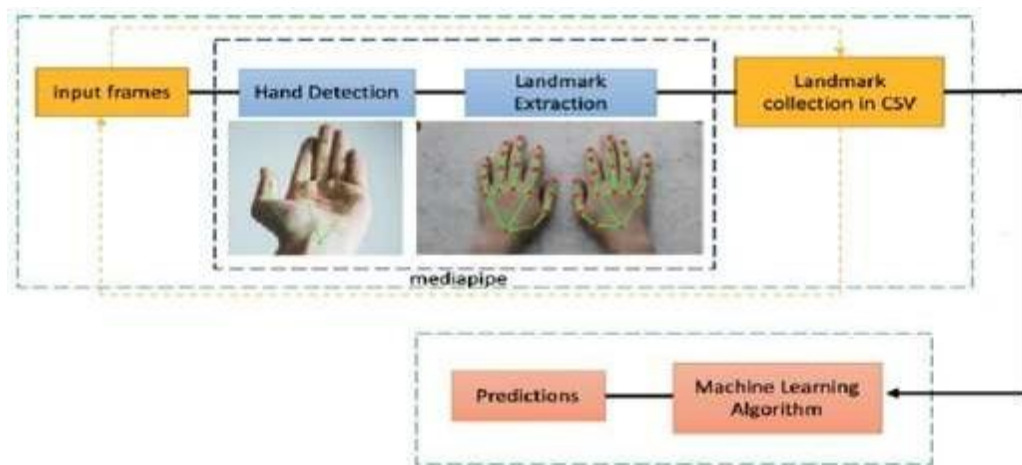 Input frames
Hand Detection
Landmark
Extraction
Landmark
collection in CSV
mediapipe
Predictions
Machine Learning
Algorithm